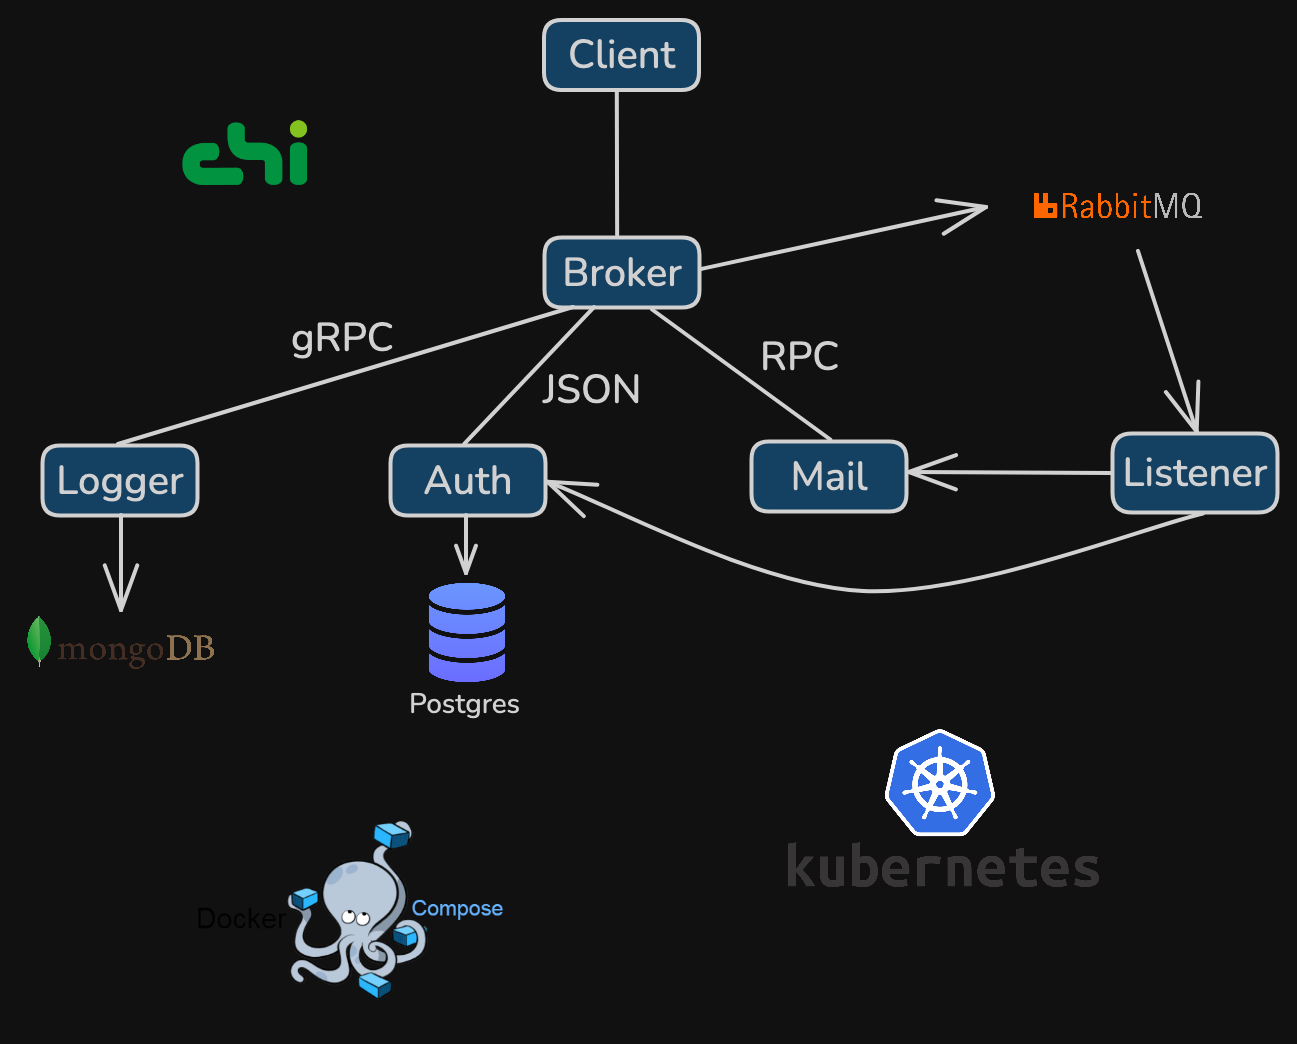 Client
chi
RabbitMQ
Broker
gRPC
RPC
JSON
Logger
Auth
Mail
Listener
mongoDB
Postgres
kubernetes
Docker Compose